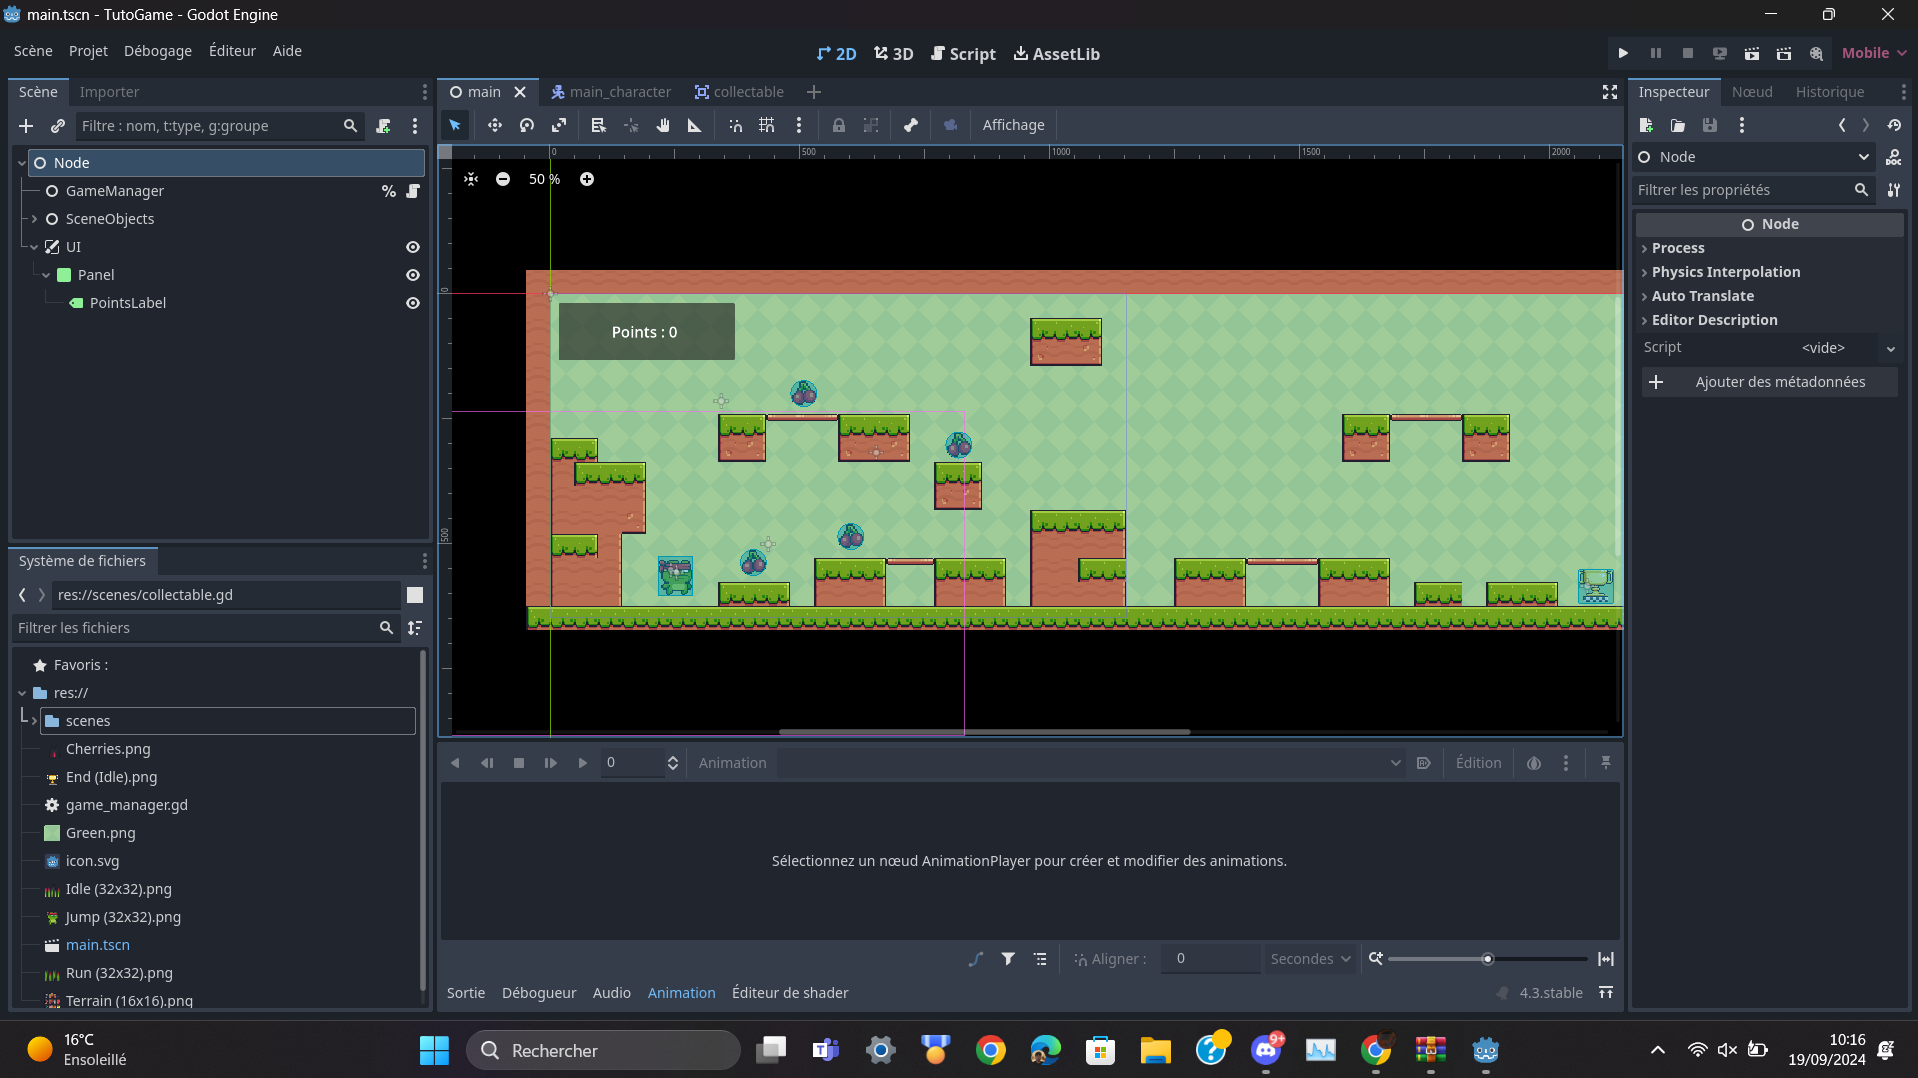 main.tscn - TutoGame - Godot Engine
Scène Projet Débogage Éditeur Aide
2D 3D Script AssetLib
Mobile
Scène Importer
main main_character collectable
Inspecteur Nœud Historique
Filtre : nom, t:type, g:groupe
Affichage
Node
GameManager
%
SceneObjects
UI
Panel
PointsLabel
0 500 1000 1500 2000
50 %
0
500
Points : 0
Node
Filtrer les propriétés
Node
Process
Physics Interpolation
Auto Translate
Editor Description
Script <vide>
Ajouter des métadonnées
Système de fichiers
res://scenes/collectable.gd
Filtrer les fichiers
Favoris :
res://
scenes
Cherries.png
End (Idle).png
game_manager.gd
Green.png
icon.svg
Idle (32x32).png
Jump (32x32).png
main.tscn
Run (32x32).png
Terrain (16x16).png
0 Animation Édition
Sélectionnez un nœud AnimationPlayer pour créer et modifier des animations.
Aligner : 0 Secondes
Sortie Débogueur Audio Animation Éditeur de shader
4.3.stable
16°C
Ensoleillé
Rechercher
9+
10:16
19/09/2024